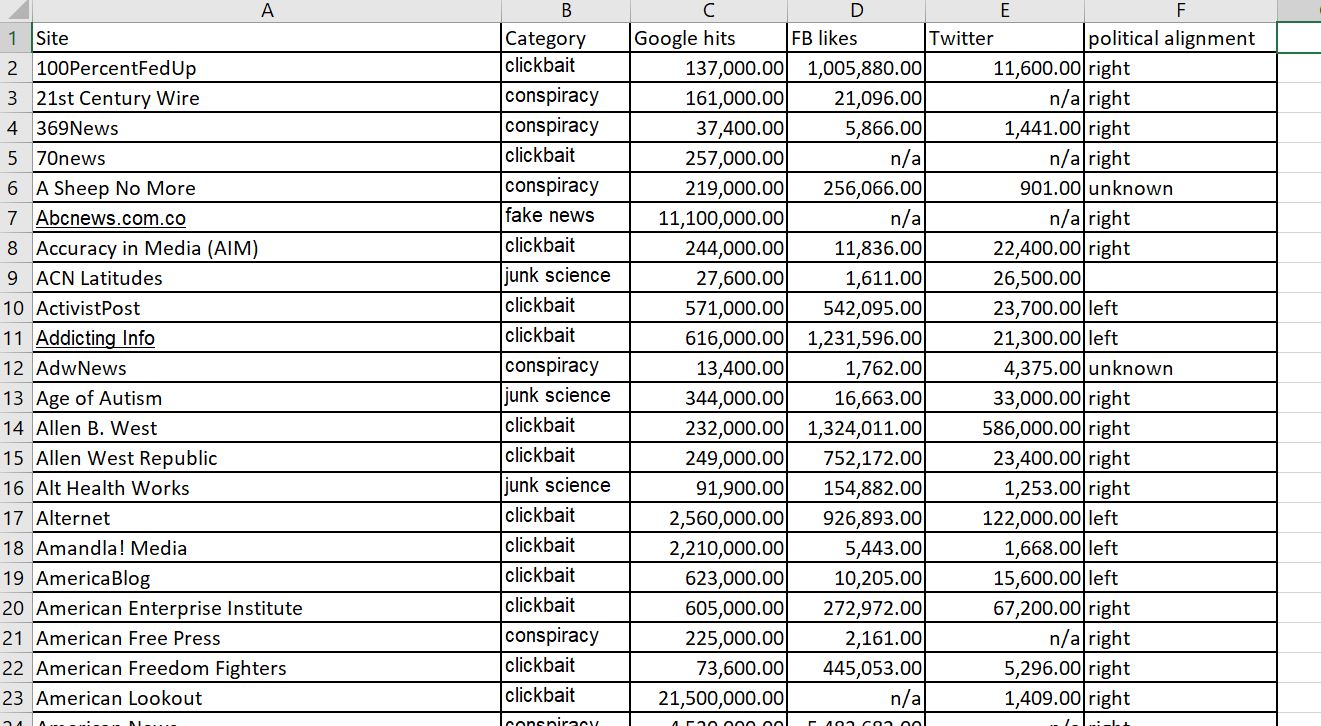 A B C D E F
1 Site Category Google hits FB likes Twitter political alignment
2 100PercentFedUp clickbait 137,000.00 1,005,880.00 11,600.00 right
3 21st Century Wire conspiracy 161,000.00 21,096.00 n/a right
4 369News conspiracy 37,400.00 5,866.00 1,441.00 right
5 70news clickbait 257,000.00 n/a n/a right
6 A Sheep No More conspiracy 219,000.00 256,066.00 901.00 unknown
7 Abcnews.com.co fake news 11,100,000.00 n/a n/a right
8 Accuracy in Media (AIM) clickbait 244,000.00 11,836.00 22,400.00 right
9 ACN Latitudes junk science 27,600.00 1,611.00 26,500.00
10 ActivistPost clickbait 571,000.00 542,095.00 23,700.00 left
11 Addicting Info clickbait 616,000.00 1,231,596.00 21,300.00 left
12 AdwNews conspiracy 13,400.00 1,762.00 4,375.00 unknown
13 Age of Autism junk science 344,000.00 16,663.00 33,000.00 right
14 Allen B. West clickbait 232,000.00 1,324,011.00 586,000.00 right
15 Allen West Republic clickbait 249,000.00 752,172.00 23,400.00 right
16 Alt Health Works junk science 91,900.00 154,882.00 1,253.00 right
17 Alternet clickbait 2,560,000.00 926,893.00 122,000.00 left
18 Amandla! Media clickbait 2,210,000.00 5,443.00 1,668.00 left
19 AmericaBlog clickbait 623,000.00 10,205.00 15,600.00 left
20 American Enterprise Institute clickbait 605,000.00 272,972.00 67,200.00 right
21 American Free Press conspiracy 225,000.00 2,161.00 n/a right
22 American Freedom Fighters clickbait 73,600.00 445,053.00 5,296.00 right
23 American Lookout clickbait 21,500,000.00 n/a 1,409.00 right
24 American News conspiracy